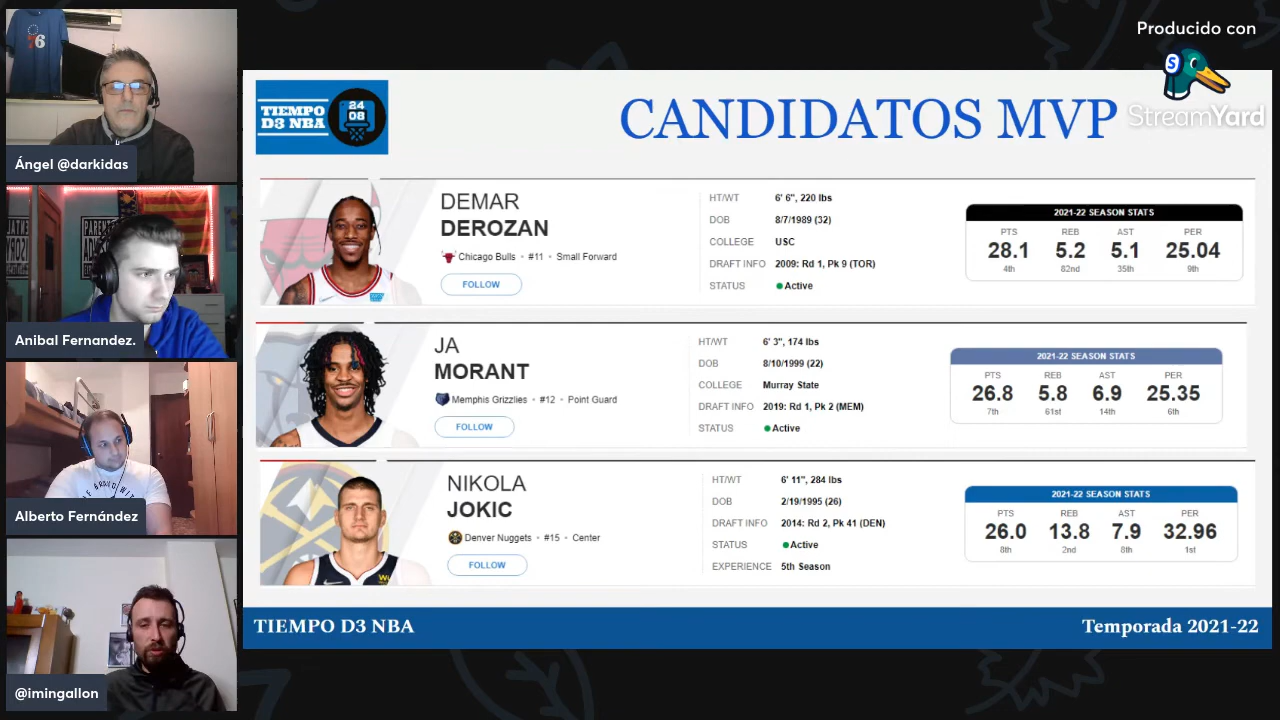 76
Ángel @darkidas
Anibal Fernandez.
Alberto Fernández
@imingallon
Producido con
S
StreamYard
TIEMPO
D3 NBA
24
08
CANDIDATOS MVP
DEMAR
DEROZAN
Chicago Bulls • #11 • Small Forward
FOLLOW
HT/WT 6' 6", 220 lbs
DOB 8/7/1989 (32)
COLLEGE USC
DRAFT INFO 2009: Rd 1, Pk 9 (TOR)
STATUS Active
2021-22 SEASON STATS
PTS REB AST PER
28.1 5.2 5.1 25.04
4th 82nd 35th 9th
JA
MORANT
Memphis Grizzlies • #12 • Point Guard
FOLLOW
HT/WT 6' 3", 174 lbs
DOB 8/10/1999 (22)
COLLEGE Murray State
DRAFT INFO 2019: Rd 1, Pk 2 (MEM)
STATUS Active
2021-22 SEASON STATS
PTS REB AST PER
26.8 5.8 6.9 25.35
7th 61st 14th 6th
NIKOLA
JOKIC
Denver Nuggets • #15 • Center
FOLLOW
HT/WT 6' 11", 284 lbs
DOB 2/19/1995 (26)
DRAFT INFO 2014: Rd 2, Pk 41 (DEN)
STATUS Active
EXPERIENCE 5th Season
2021-22 SEASON STATS
PTS REB AST PER
26.0 13.8 7.9 32.96
8th 2nd 8th 1st
TIEMPO D3 NBA
Temporada 2021-22